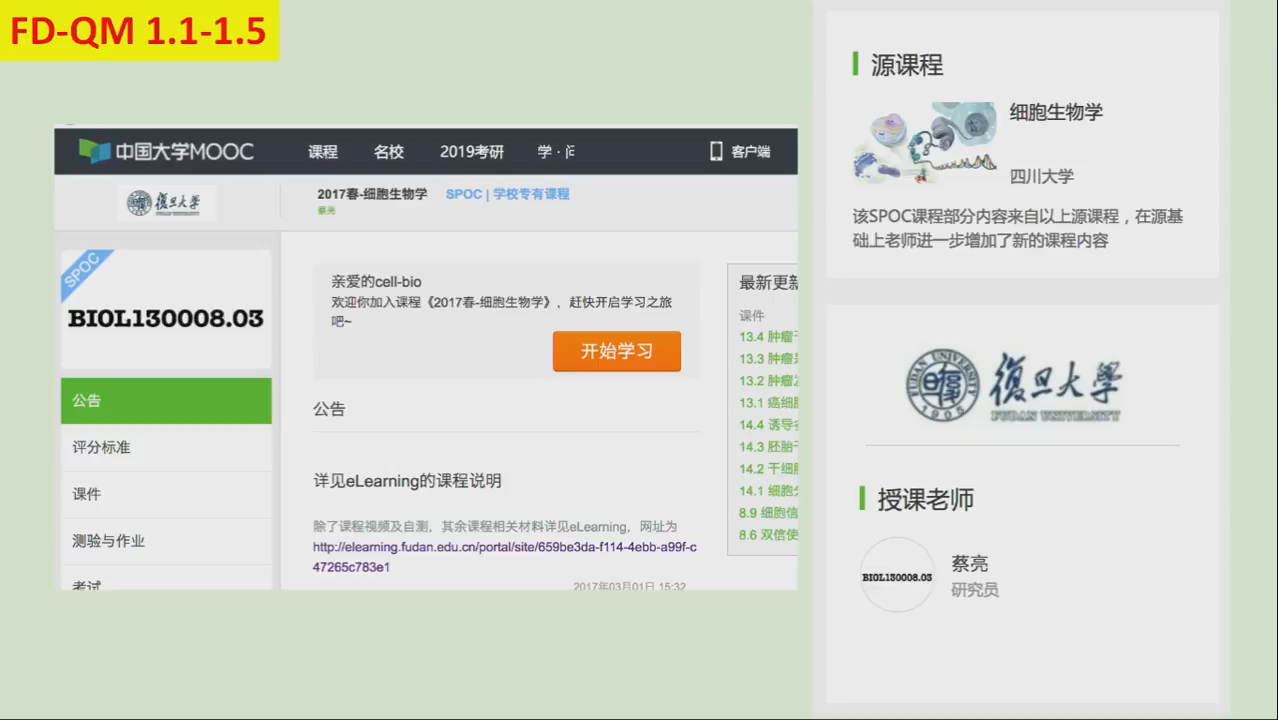 FD-QM 1.1-1.5
中国大学MOOC
课程
名校
2019考研
学·
客户端
復旦大学
2017春-细胞生物学
SPOC | 学校专有课程
蔡亮
SPOC
BIOL130008.03
公告
评分标准
课件
测验与作业
考试
亲爱的cell-bio
欢迎你加入课程《2017春-细胞生物学》，赶快开启学习之旅
吧~
开始学习
公告
详见eLearning的课程说明
除了课程视频及自测，其余课程相关材料详见eLearning，网址为
http://elearning.fudan.edu.cn/portal/site/659be3da-f114-4ebb-a99f-c
47265c783e1
2017年03月01日 15:32
最新更新
课件
13.4 肿瘤
13.3 肿瘤
13.2 肿瘤
13.1 癌细胞
14.4 诱导
14.3 胚胎
14.2 干细胞
14.1 细胞
8.9 细胞信
8.6 双信使
源课程
细胞生物学
四川大学
该SPOC课程部分内容来自以上源课程，在源基
础上老师进一步增加了新的课程内容
FUDAN UNIVERSITY
1905
復旦大学
FUDAN UNIVERSITY
授课老师
BIOL130008.03
蔡亮
研究员